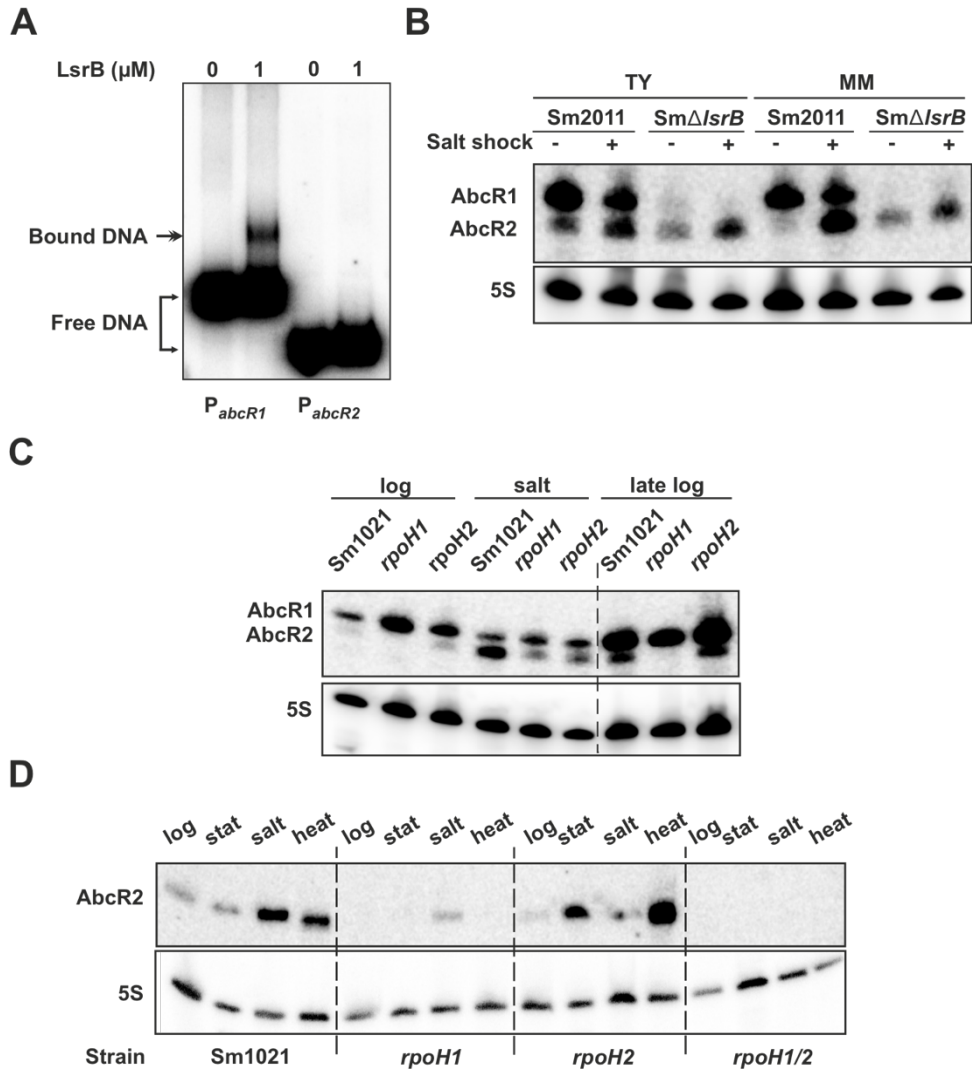 A
LsrB (µM) 0 1 0 1
Bound DNA
Free DNA
PabcR1 PabcR2
B
TY MM
Sm2011 SmΔlsrB Sm2011 SmΔlsrB
Salt shock - + - + - + - +
AbcR1
AbcR2
5S
C
log salt late log
Sm1021 rpoH1 rpoH2 Sm1021 rpoH1 rpoH2 Sm1021 rpoH1 rpoH2
AbcR1
AbcR2
5S
D
log stat salt heat log stat salt heat log stat salt heat log stat salt heat
AbcR2
5S
Strain Sm1021 rpoH1 rpoH2 rpoH1/2